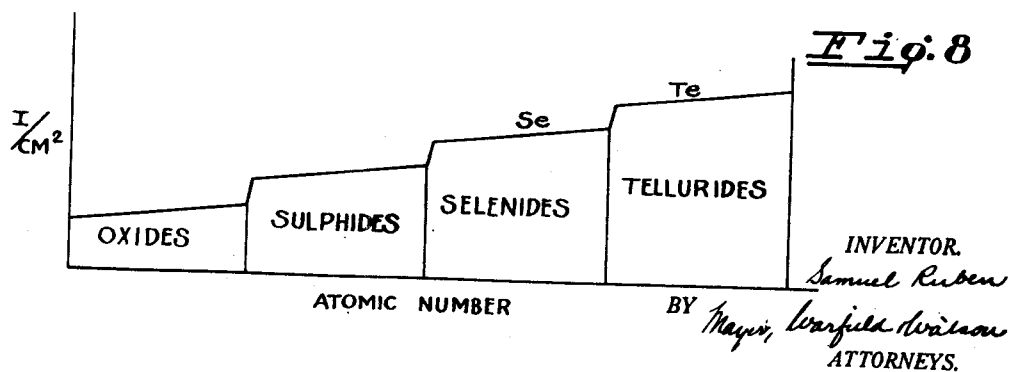 Fig. 8
I/CM²
Se
Te
OXIDES
SULPHIDES
SELENIDES
TELLURIDES
ATOMIC NUMBER
INVENTOR.
Samuel Ruben
BY Mayer, Warfield & Watson
ATTORNEYS.